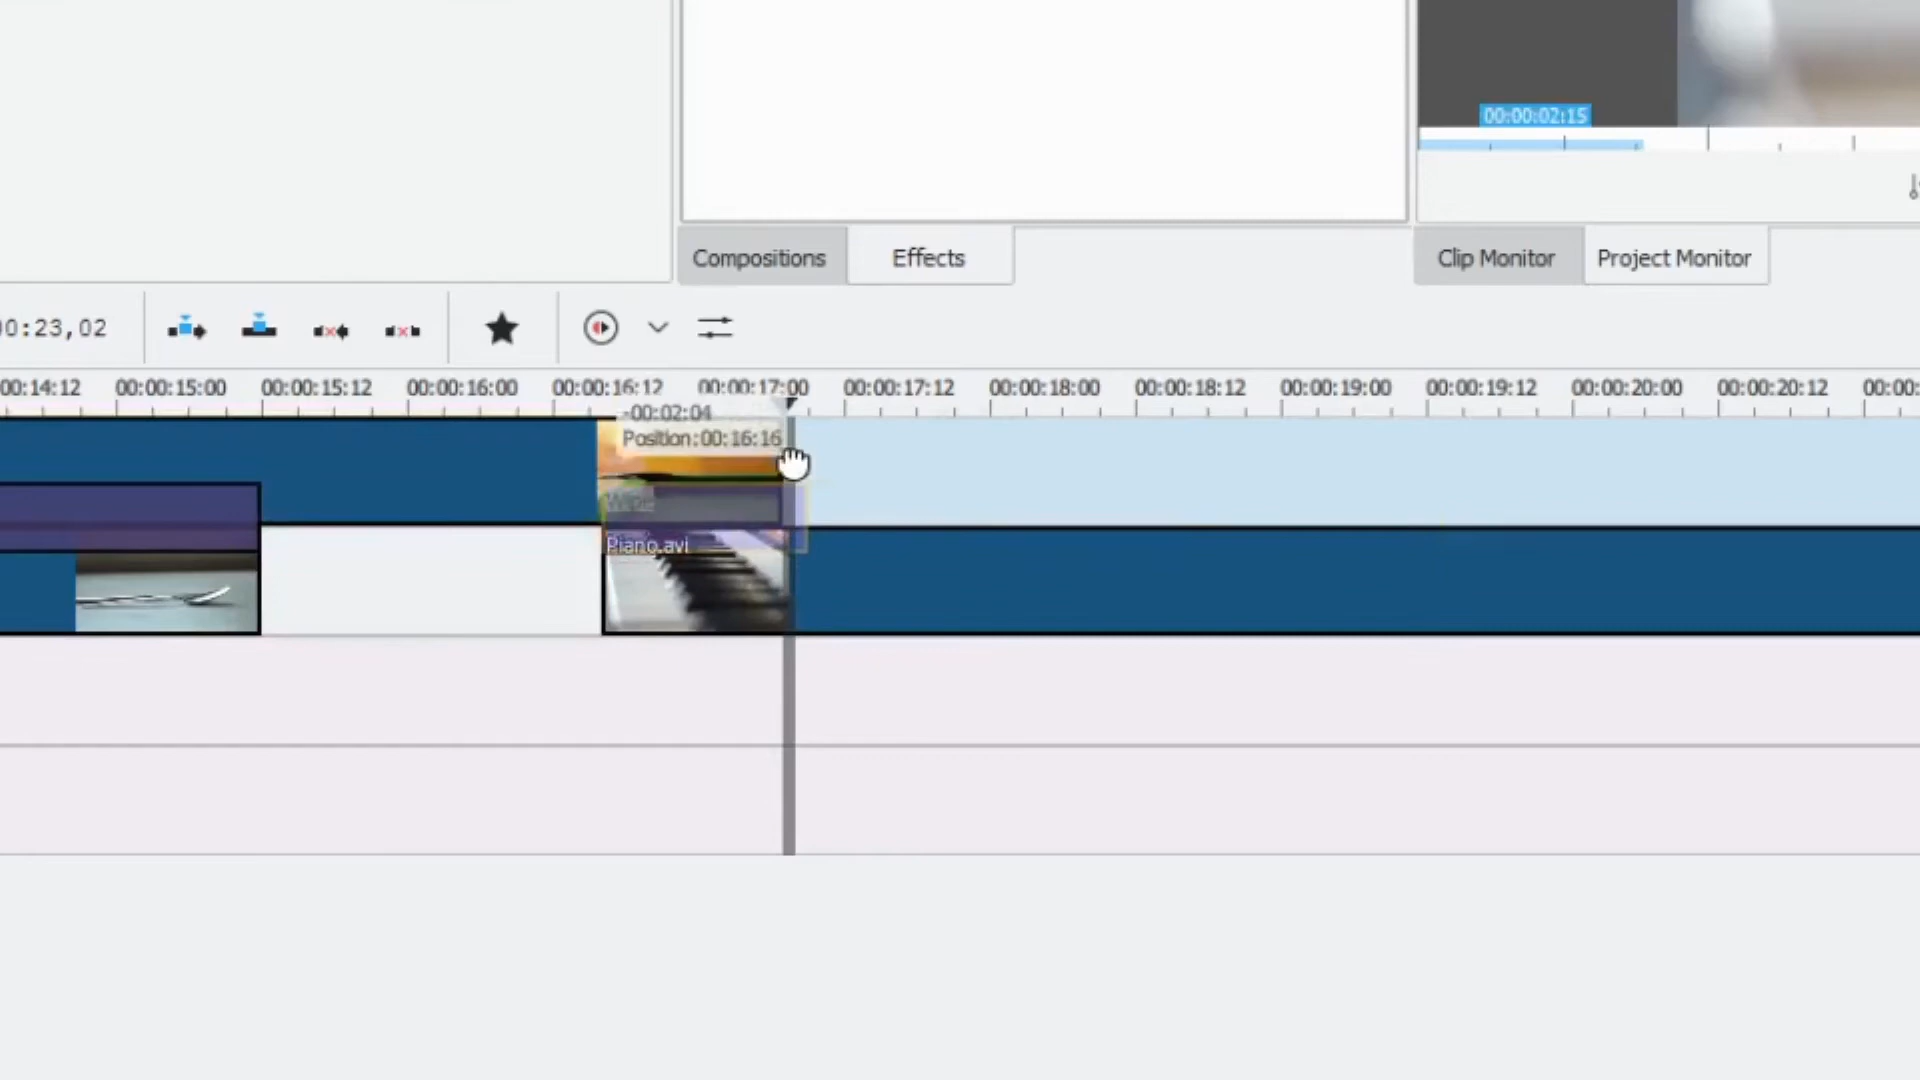 00:00:02:15
Compositions
Effects
Clip Monitor
Project Monitor
00:23,02
00:14:12 00:00:15:00 00:00:15:12 00:00:16:00 00:00:16:12 00:00:17:00 00:00:17:12 00:00:18:00 00:00:18:12 00:00:19:00 00:00:19:12 00:00:20:00 00:00:20:12 00:00:
-00:02:04
Position:00:16:16
Wipe
Piano.avi